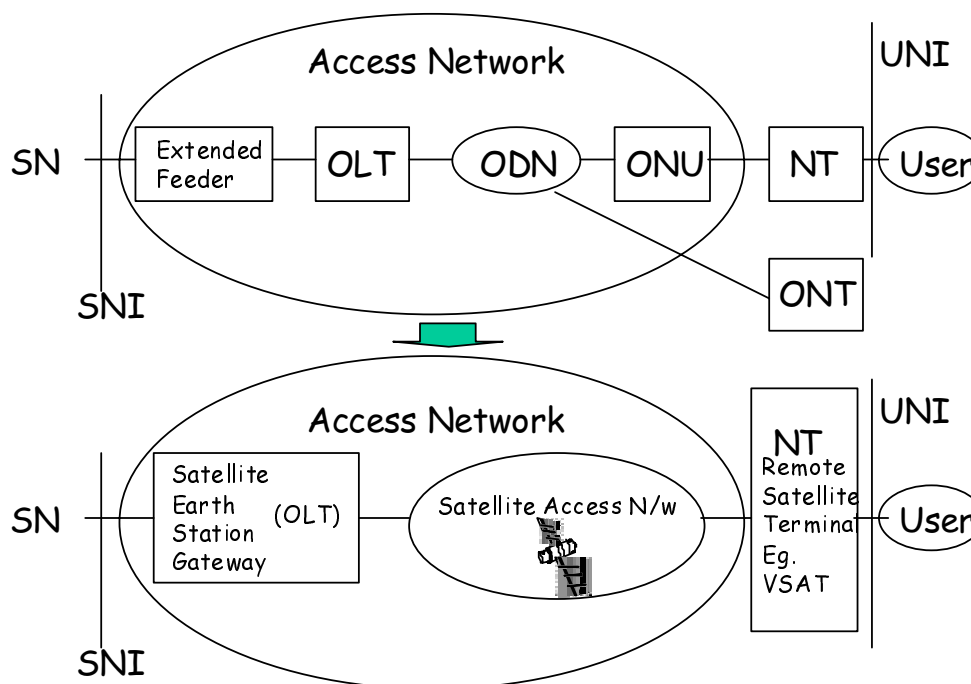 Access Network
UNI
SN
Extended
Feeder
OLT
ODN
ONU
NT
User
ONT
SNI
Access Network
UNI
NT
Remote
Satellite
Terminal
Eg.
VSAT
Satellite
Earth
Station
Gateway
(OLT)
Satellite Access N/w
SN
User
SNI